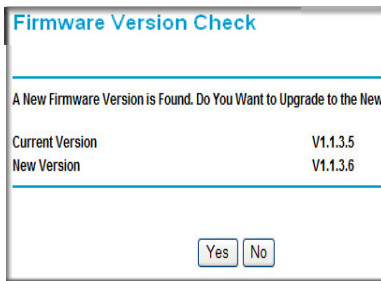 Firmware Version Check
A New Firmware Version is Found. Do You Want to Upgrade to the New
Current Version V1.1.3.5
New Version V1.1.3.6
Yes No